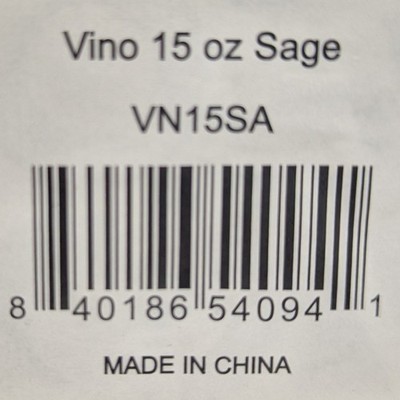 Vino 15 oz Sage
VN15SA
8 40186 54094 1
MADE IN CHINA